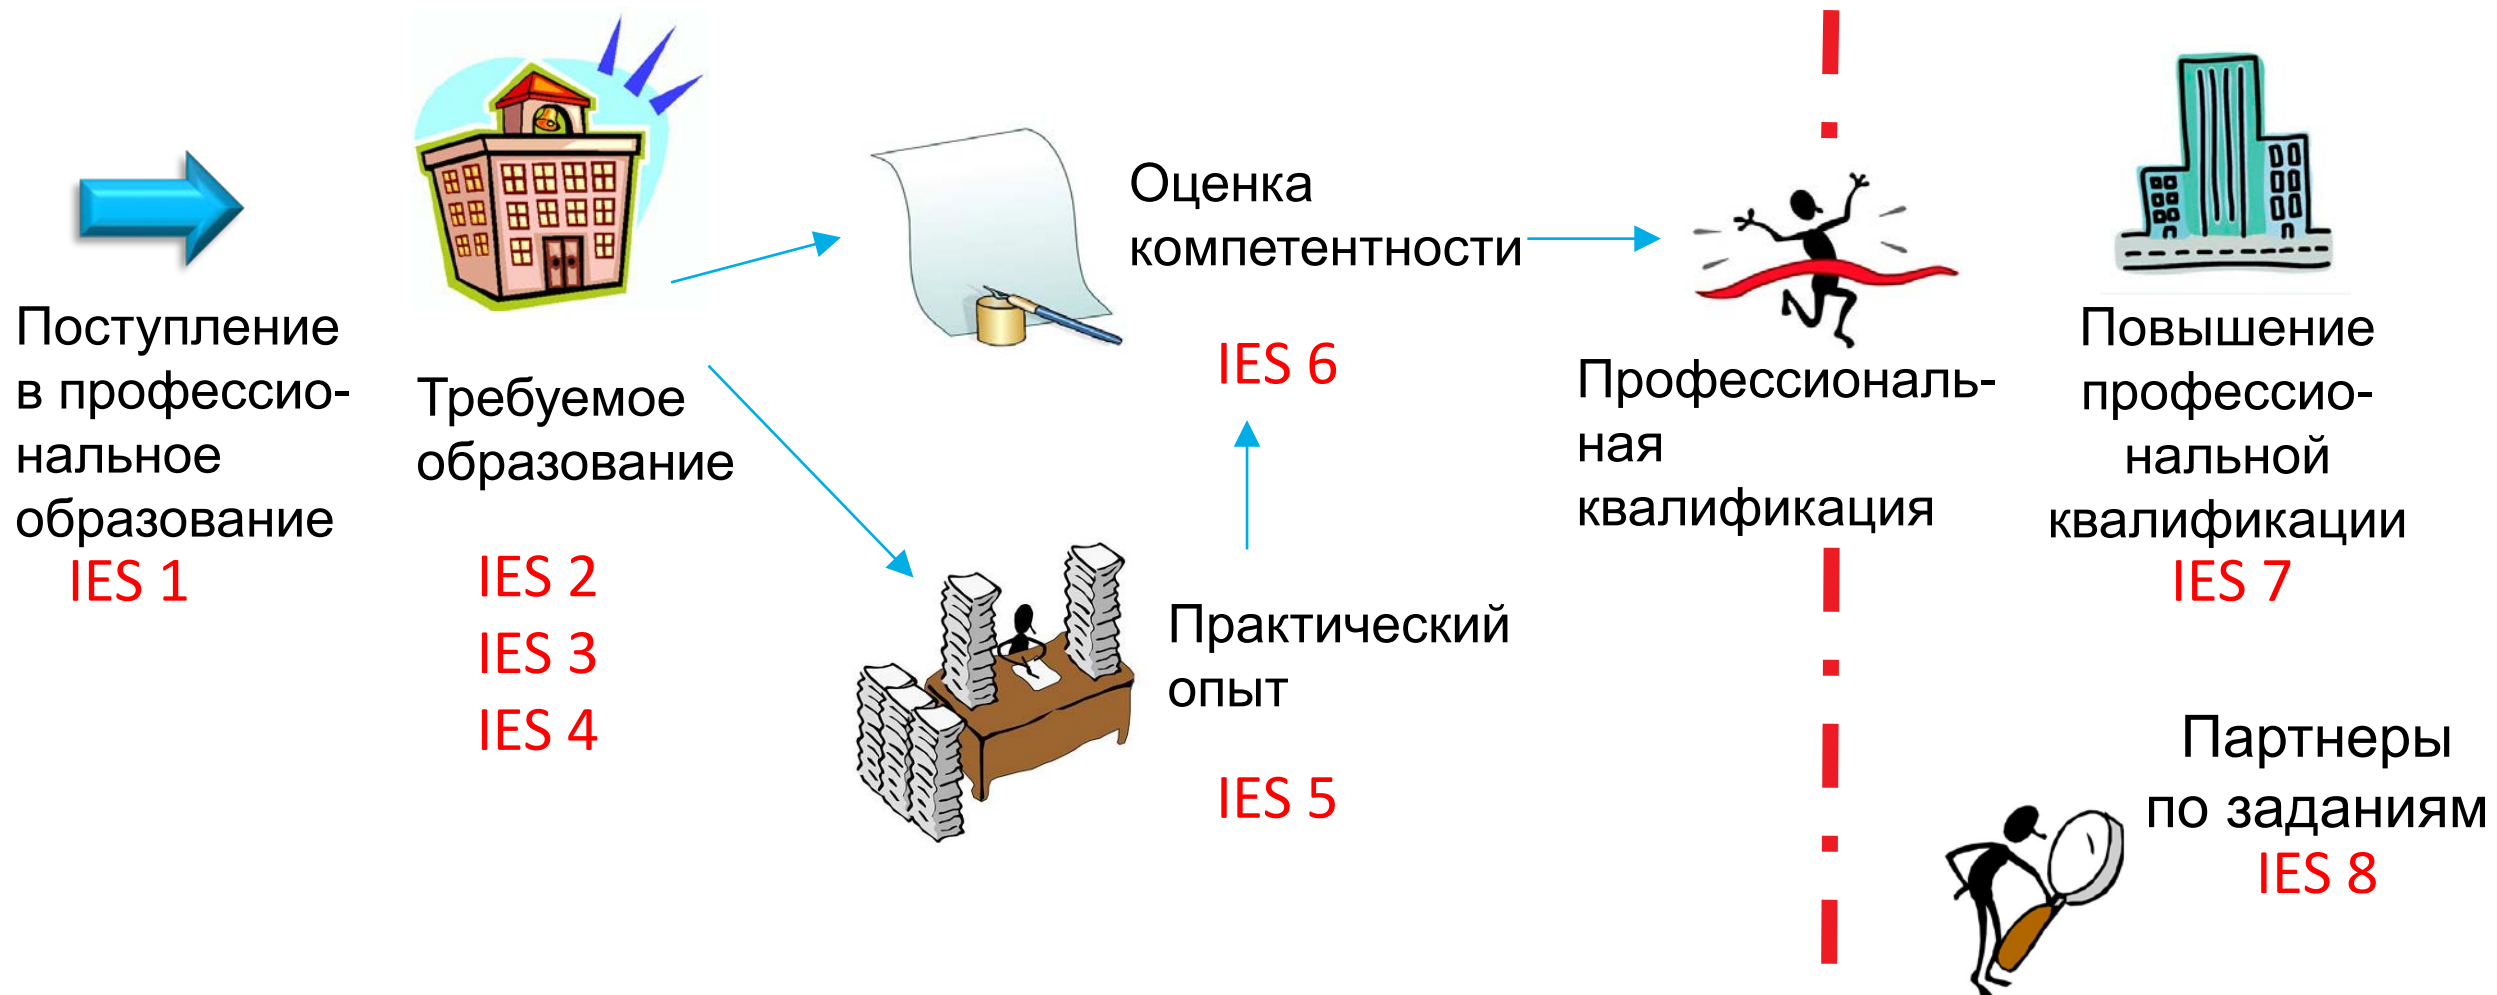 Поступление
в профессио-
нальное
образование
IES 1
Требуемое
образование
IES 2
IES 3
IES 4
Оценка
компетентности
IES 6
Практический
опыт
IES 5
Профессиональ-
ная
квалификация
Повышение
профессио-
нальной
квалификации
IES 7
Партнеры
по заданиям
IES 8